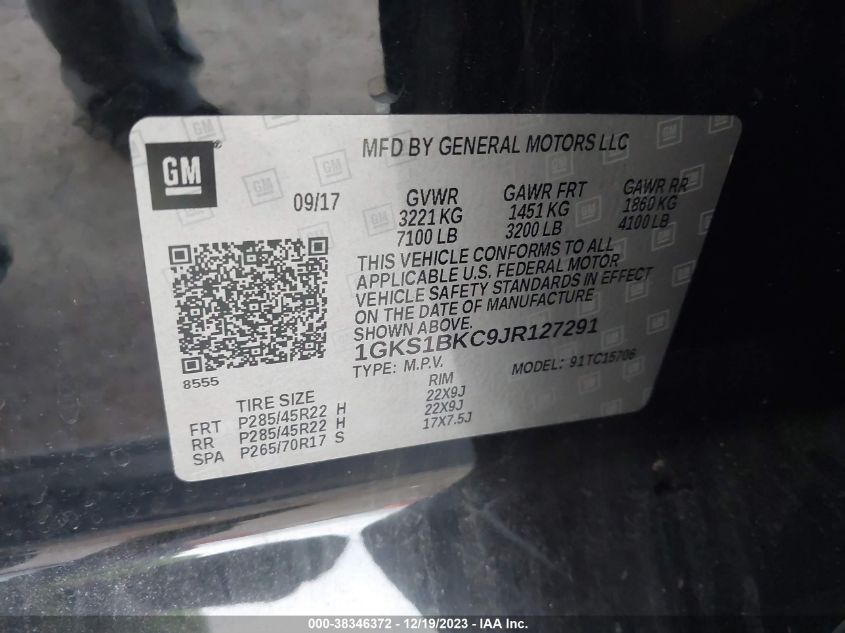 MFD BY GENERAL MOTORS LLC
GM®
09/17
GVWR GAWR FRT GAWR RR
3221 KG 1451 KG 1860 KG
7100 LB 3200 LB 4100 LB
THIS VEHICLE CONFORMS TO ALL
APPLICABLE U.S. FEDERAL MOTOR
VEHICLE SAFETY STANDARDS IN EFFECT
ON THE DATE OF MANUFACTURE
SHOWN ABOVE.
1GKS1BKC9JR127291
TYPE: M.P.V. MODEL: 91TC15706
8555
TIRE SIZE RIM
FRT P285/45R22 H 22X9J
RR P285/45R22 H 22X9J
SPA P265/70R17 S 17X7.5J
000-38346372 - 12/19/2023 - IAA Inc.